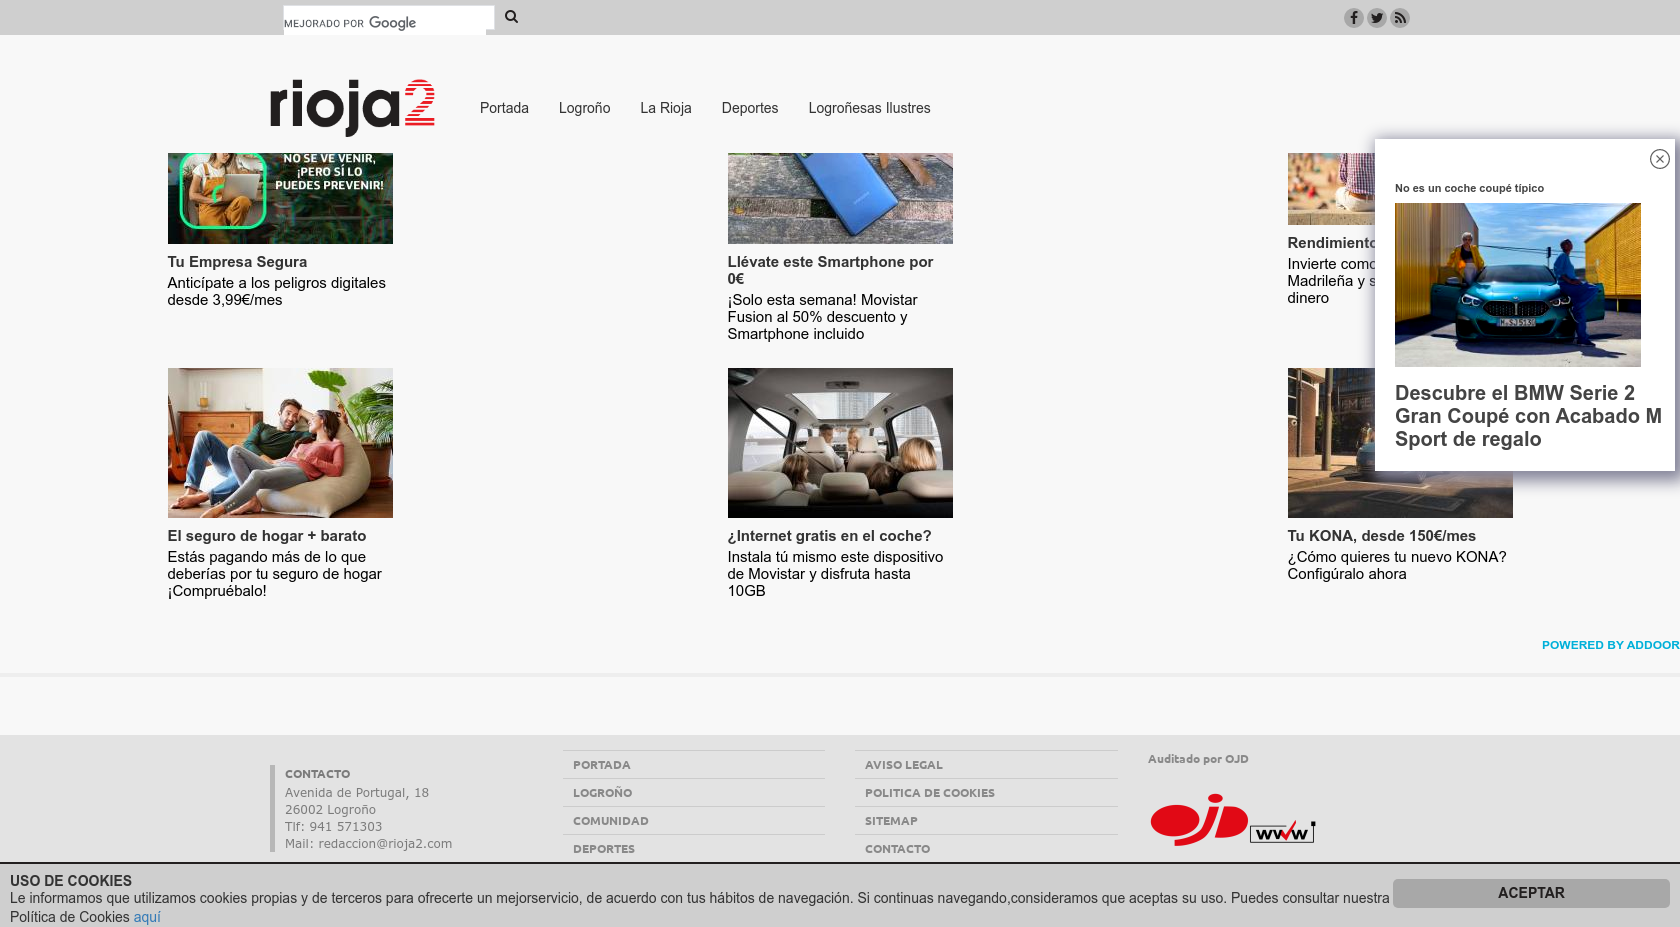 MEJORADO POR Google
rioja2
Portada
Logroño
La Rioja
Deportes
Logroñesas Ilustres
NO SE VE VENIR,
¡PERO SÍ LO
PUEDES PREVENIR!
Tu Empresa Segura
Anticípate a los peligros digitales
desde 3,99€/mes
Llévate este Smartphone por
0€
¡Solo esta semana! Movistar
Fusion al 50% descuento y
Smartphone incluido
Rendimiento
Invierte como
Madrileña y s
dinero
No es un coche coupé típico
Descubre el BMW Serie 2
Gran Coupé con Acabado M
Sport de regalo
El seguro de hogar + barato
Estás pagando más de lo que
deberías por tu seguro de hogar
¡Compruébalo!
¿Internet gratis en el coche?
Instala tú mismo este dispositivo
de Movistar y disfruta hasta
10GB
Tu KONA, desde 150€/mes
¿Cómo quieres tu nuevo KONA?
Configúralo ahora
POWERED BY ADDOOR
CONTACTO
Avenida de Portugal, 18
26002 Logroño
Tlf: 941 571303
Mail: redaccion@rioja2.com
PORTADA
LOGROÑO
COMUNIDAD
DEPORTES
AVISO LEGAL
POLITICA DE COOKIES
SITEMAP
CONTACTO
Auditado por OJD
OJD
www
USO DE COOKIES
Le informamos que utilizamos cookies propias y de terceros para ofrecerte un mejorservicio, de acuerdo con tus hábitos de navegación. Si continuas navegando,consideramos que aceptas su uso. Puedes consultar nuestra
Política de Cookies aquí
ACEPTAR